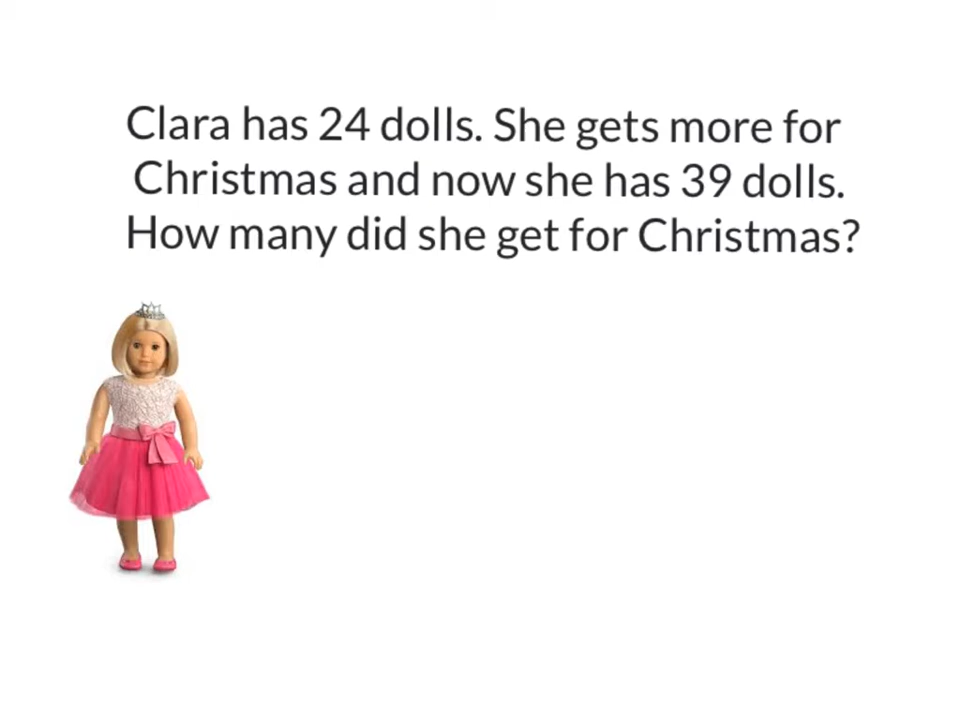 Clara has 24 dolls. She gets more for
Christmas and now she has 39 dolls.
How many did she get for Christmas?